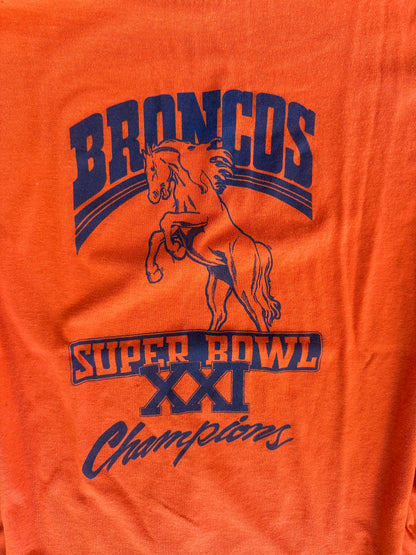 BRONCOS
SUPER BOWL
XXI
Champions